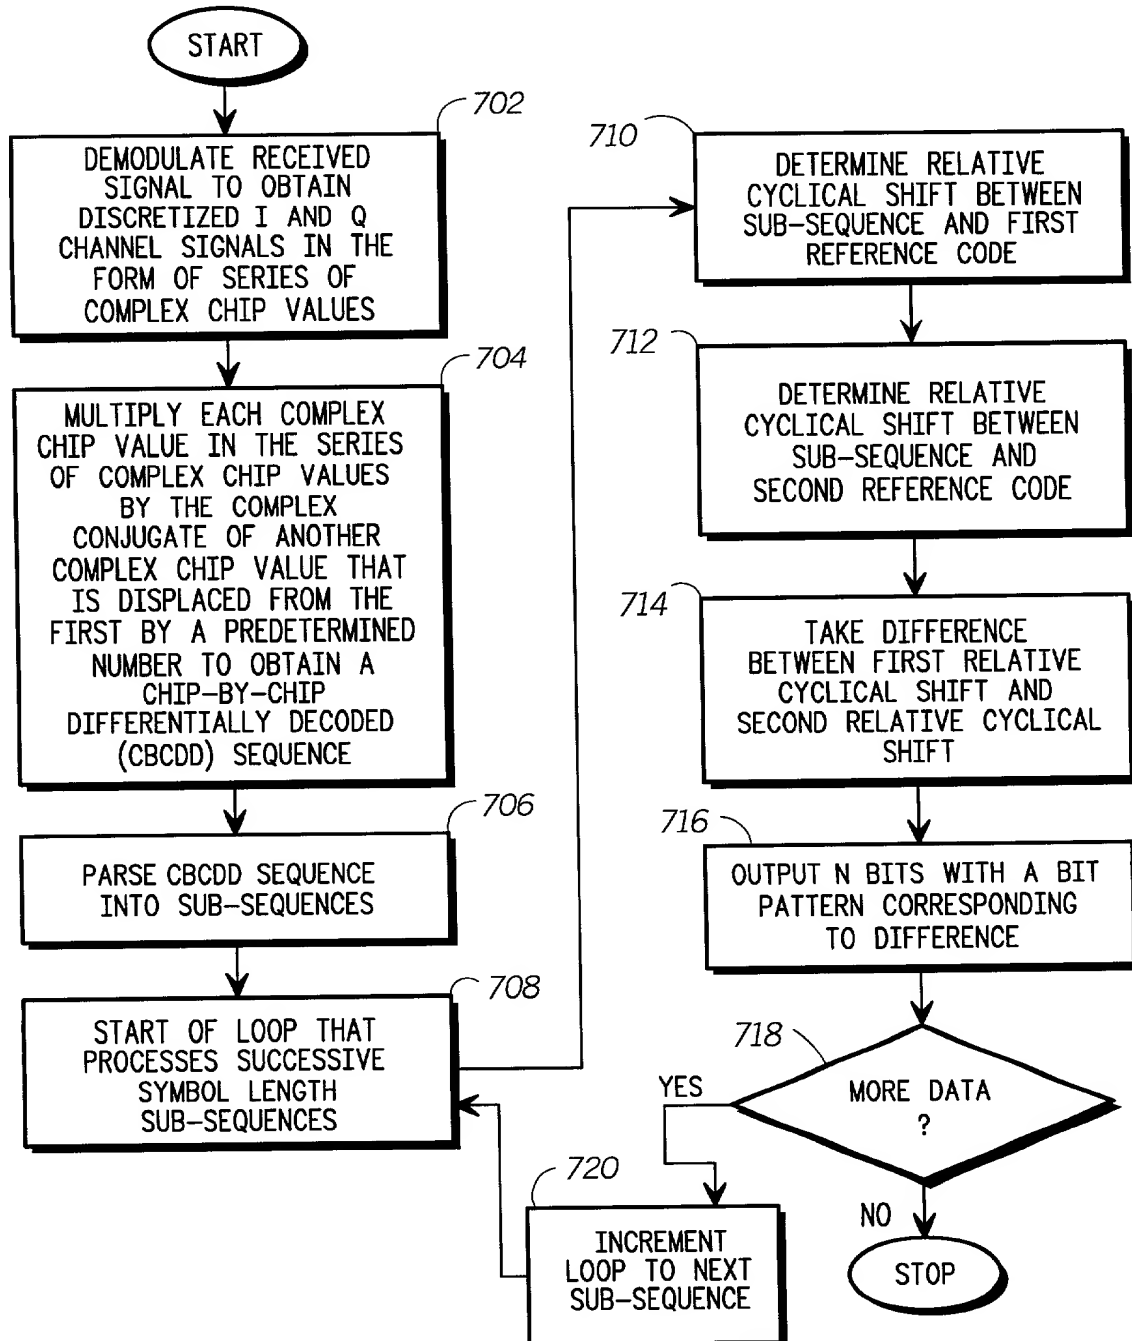 START
702
DEMODULATE RECEIVED
SIGNAL TO OBTAIN
DISCRETIZED I AND Q
CHANNEL SIGNALS IN THE
FORM OF SERIES OF
COMPLEX CHIP VALUES
704
MULTIPLY EACH COMPLEX
CHIP VALUE IN THE SERIES
OF COMPLEX CHIP VALUES
BY THE COMPLEX
CONJUGATE OF ANOTHER
COMPLEX CHIP VALUE THAT
IS DISPLACED FROM THE
FIRST BY A PREDETERMINED
NUMBER TO OBTAIN A
CHIP-BY-CHIP
DIFFERENTIALLY DECODED
(CBCDD) SEQUENCE
706
PARSE CBCDD SEQUENCE
INTO SUB-SEQUENCES
708
START OF LOOP THAT
PROCESSES SUCCESSIVE
SYMBOL LENGTH
SUB-SEQUENCES
710
DETERMINE RELATIVE
CYCLICAL SHIFT BETWEEN
SUB-SEQUENCE AND FIRST
REFERENCE CODE
712
DETERMINE RELATIVE
CYCLICAL SHIFT BETWEEN
SUB-SEQUENCE AND
SECOND REFERENCE CODE
714
TAKE DIFFERENCE
BETWEEN FIRST RELATIVE
CYCLICAL SHIFT AND
SECOND RELATIVE CYCLICAL
SHIFT
716
OUTPUT N BITS WITH A BIT
PATTERN CORRESPONDING
TO DIFFERENCE
718
MORE DATA
?
YES
720
INCREMENT
LOOP TO NEXT
SUB-SEQUENCE
NO
STOP